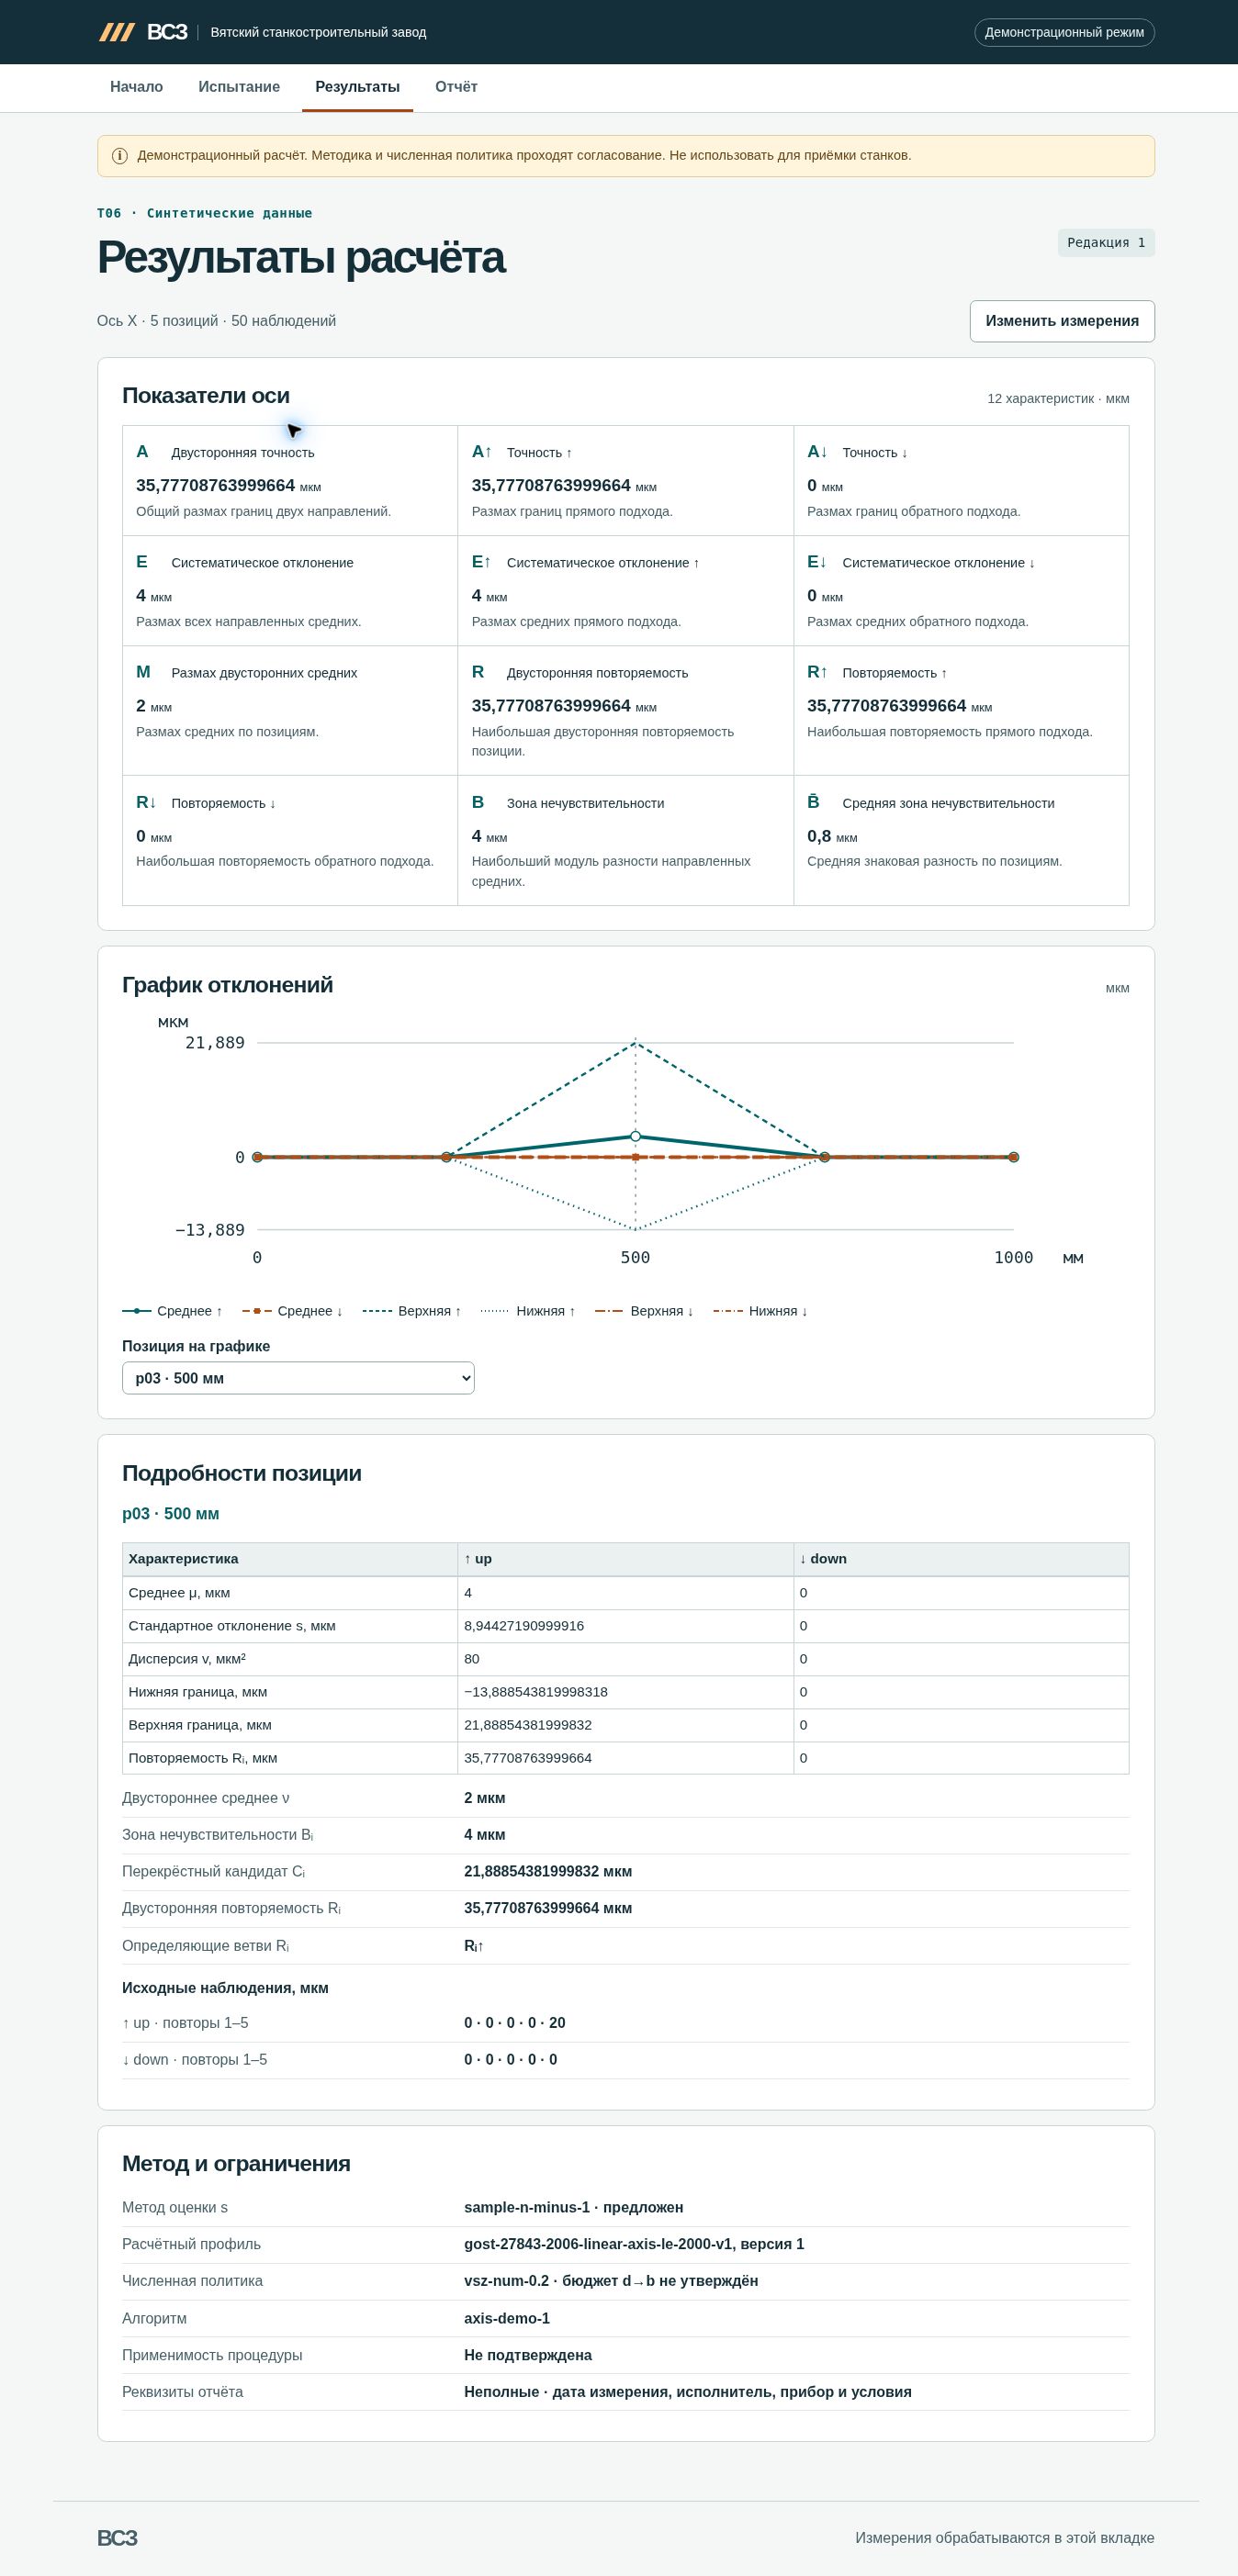 ВСЗ
Вятский станкостроительный завод
Демонстрационный режим
Начало
Испытание
Результаты
Отчёт
Демонстрационный расчёт. Методика и численная политика проходят согласование. Не использовать для приёмки станков.
T06 · Синтетические данные
Результаты расчёта
Редакция 1
Ось X · 5 позиций · 50 наблюдений
Изменить измерения
Показатели оси
12 характеристик · мкм
A Двусторонняя точность
35,77708763999664 мкм
Общий размах границ двух направлений.
A↑ Точность ↑
35,77708763999664 мкм
Размах границ прямого подхода.
A↓ Точность ↓
0 мкм
Размах границ обратного подхода.
E Систематическое отклонение
4 мкм
Размах всех направленных средних.
E↑ Систематическое отклонение ↑
4 мкм
Размах средних прямого подхода.
E↓ Систематическое отклонение ↓
0 мкм
Размах средних обратного подхода.
M Размах двусторонних средних
2 мкм
Размах средних по позициям.
R Двусторонняя повторяемость
35,77708763999664 мкм
Наибольшая двусторонняя повторяемость
позиции.
R↑ Повторяемость ↑
35,77708763999664 мкм
Наибольшая повторяемость прямого подхода.
R↓ Повторяемость ↓
0 мкм
Наибольшая повторяемость обратного подхода.
B Зона нечувствительности
4 мкм
Наибольший модуль разности направленных
средних.
B̄ Средняя зона нечувствительности
0,8 мкм
Средняя знаковая разность по позициям.
График отклонений
мкм
мкм
21,889
0
−13,889
0
500
1000
мм
Среднее ↑
Среднее ↓
Верхняя ↑
Нижняя ↑
Верхняя ↓
Нижняя ↓
Позиция на графике
p03 · 500 мм
Подробности позиции
p03 · 500 мм
Характеристика ↑ up ↓ down
Среднее μ, мкм 4 0
Стандартное отклонение s, мкм 8,94427190999916 0
Дисперсия v, мкм² 80 0
Нижняя граница, мкм −13,888543819998318 0
Верхняя граница, мкм 21,88854381999832 0
Повторяемость Rᵢ, мкм 35,77708763999664 0
Двустороннее среднее ν 2 мкм
Зона нечувствительности Bᵢ 4 мкм
Перекрёстный кандидат Cᵢ 21,88854381999832 мкм
Двусторонняя повторяемость Rᵢ 35,77708763999664 мкм
Определяющие ветви Rᵢ Rᵢ↑
Исходные наблюдения, мкм
↑ up · повторы 1–5 0 · 0 · 0 · 0 · 20
↓ down · повторы 1–5 0 · 0 · 0 · 0 · 0
Метод и ограничения
Метод оценки s sample-n-minus-1 · предложен
Расчётный профиль gost-27843-2006-linear-axis-le-2000-v1, версия 1
Численная политика vsz-num-0.2 · бюджет d→b не утверждён
Алгоритм axis-demo-1
Применимость процедуры Не подтверждена
Реквизиты отчёта Неполные · дата измерения, исполнитель, прибор и условия
ВСЗ
Измерения обрабатываются в этой вкладке